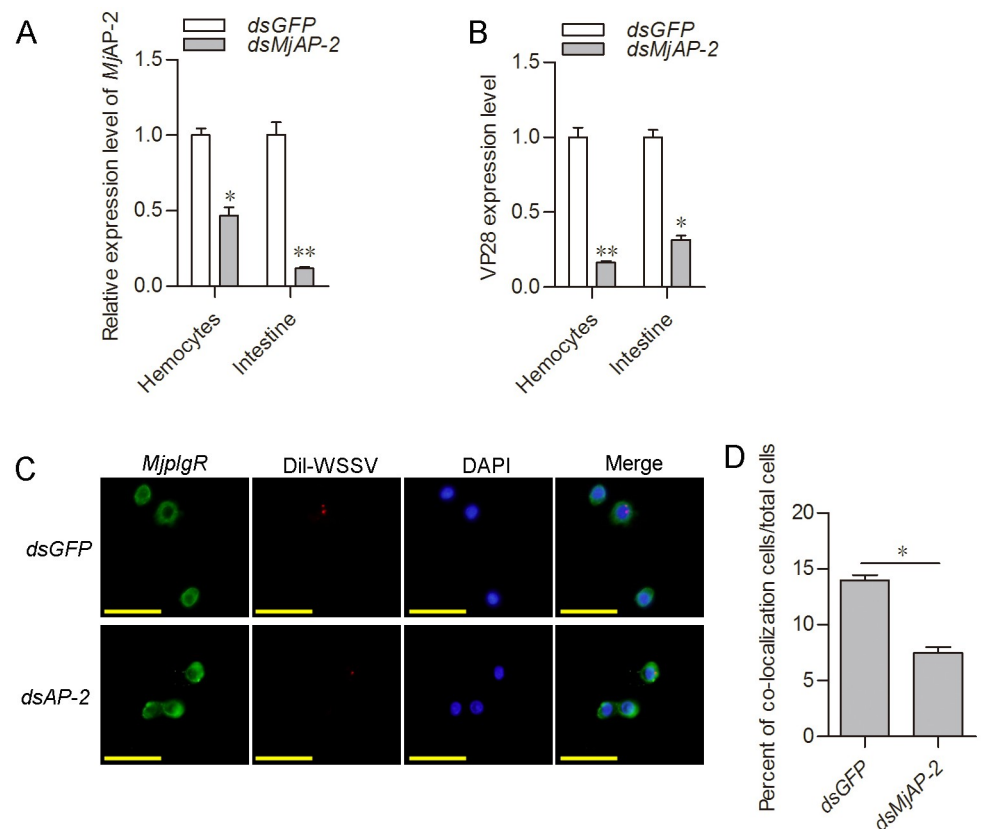 A
dsGFP
dsMjAP-2
Relative expression level of MjAP-2
1.5
1.0
0.5
0.0
*
**
Hemocytes
Intestine
B
dsGFP
dsMjAP-2
VP28 expression level
1.5
1.0
0.5
0.0
**
*
Hemocytes
Intestine
C
MjpIgR
Dil-WSSV
DAPI
Merge
dsGFP
dsAP-2
D
Percent of co-localization cells/total cells
20
15
10
5
0
*
dsGFP
dsMjAP-2